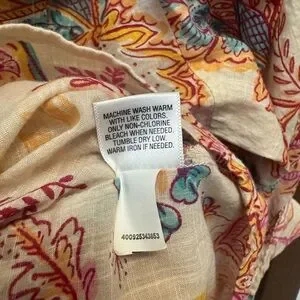 MACHINE WASH WARM
WITH LIKE COLORS.
ONLY NON-CHLORINE
BLEACH WHEN NEEDED.
TUMBLE DRY LOW.
WARM IRON IF NEEDED.
400925343853